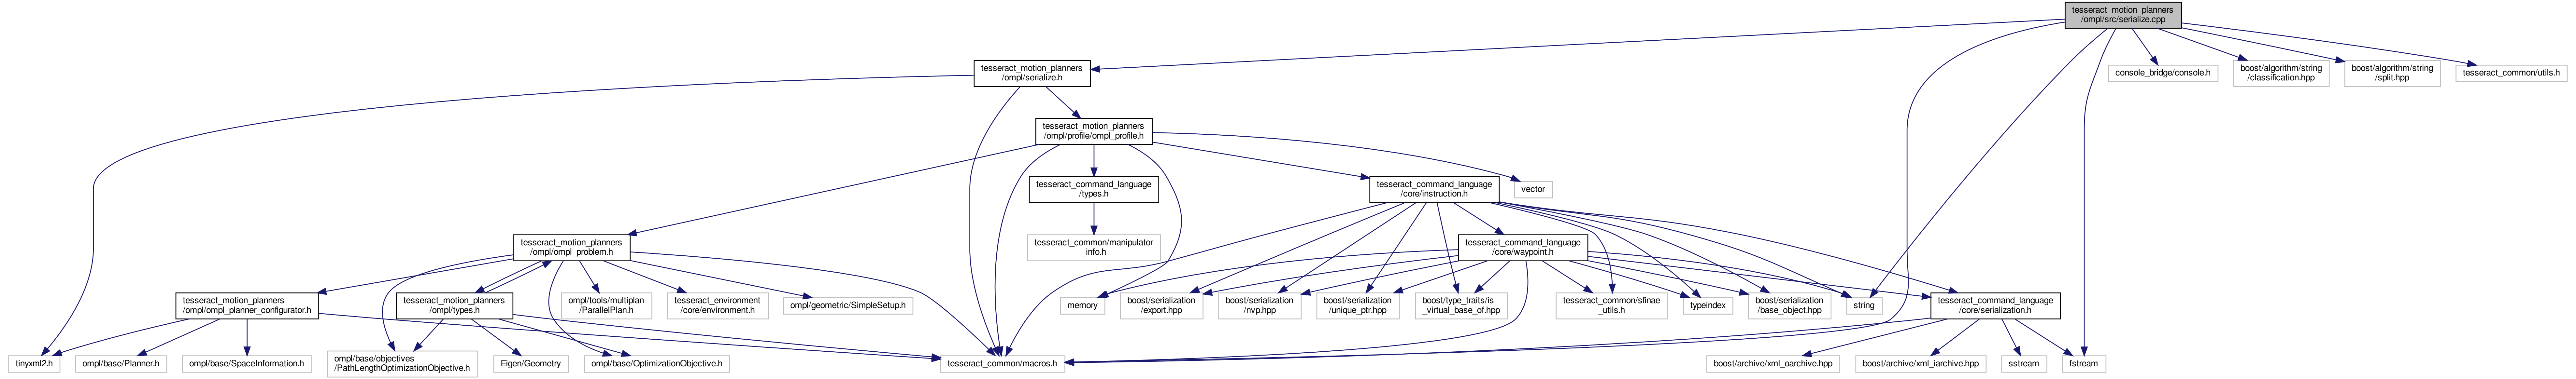 tesseract_motion_planners
/ompl/src/serialize.cpp
tesseract_motion_planners
/ompl/serialize.h
console_bridge/console.h
boost/algorithm/string
/classification.hpp
boost/algorithm/string
/split.hpp
tesseract_common/utils.h
tesseract_motion_planners
/ompl/profile/ompl_profile.h
tesseract_command_language
/types.h
tesseract_command_language
/core/instruction.h
vector
tesseract_motion_planners
/ompl/ompl_problem.h
tesseract_common/manipulator
_info.h
tesseract_command_language
/core/waypoint.h
tesseract_motion_planners
/ompl/ompl_planner_configurator.h
tesseract_motion_planners
/ompl/types.h
ompl/tools/multiplan
/ParallelPlan.h
tesseract_environment
/core/environment.h
ompl/geometric/SimpleSetup.h
memory
boost/serialization
/export.hpp
boost/serialization
/nvp.hpp
boost/serialization
/unique_ptr.hpp
boost/type_traits/is
_virtual_base_of.hpp
tesseract_common/sfinae
_utils.h
typeindex
boost/serialization
/base_object.hpp
string
tesseract_command_language
/core/serialization.h
tinyxml2.h
ompl/base/Planner.h
ompl/base/SpaceInformation.h
ompl/base/objectives
/PathLengthOptimizationObjective.h
Eigen/Geometry
ompl/base/OptimizationObjective.h
tesseract_common/macros.h
boost/archive/xml_oarchive.hpp
boost/archive/xml_iarchive.hpp
sstream
fstream